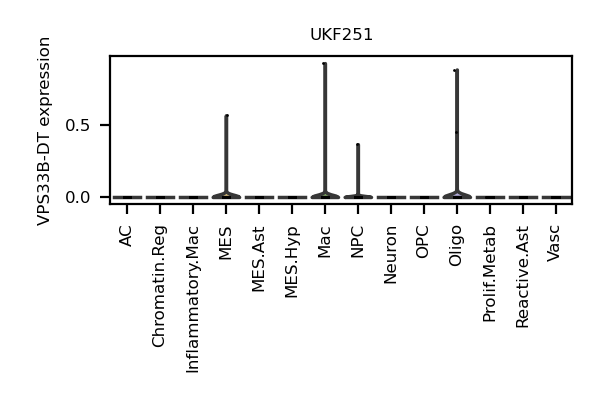 UKF251
VPS33B-DT expression
0.5
0.0
AC
Chromatin.Reg
Inflammatory.Mac
MES
MES.Ast
MES.Hyp
Mac
NPC
Neuron
OPC
Oligo
Prolif.Metab
Reactive.Ast
Vasc